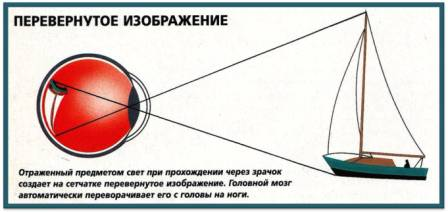 ПЕРЕВЕРНУТОЕ ИЗОБРАЖЕНИЕ
Отраженный предметом свет при прохождении через зрачок
создает на сетчатке перевернутое изображение. Головной мозг
автоматически переворачивает его с головы на ноги.